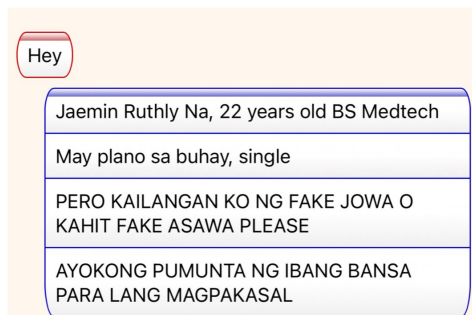 Hey
Jaemin Ruthly Na, 22 years old BS Medtech
May plano sa buhay, single
PERO KAILANGAN KO NG FAKE JOWA O
KAHIT FAKE ASAWA PLEASE
AYOKONG PUMUNTA NG IBANG BANSA
PARA LANG MAGPAKASAL